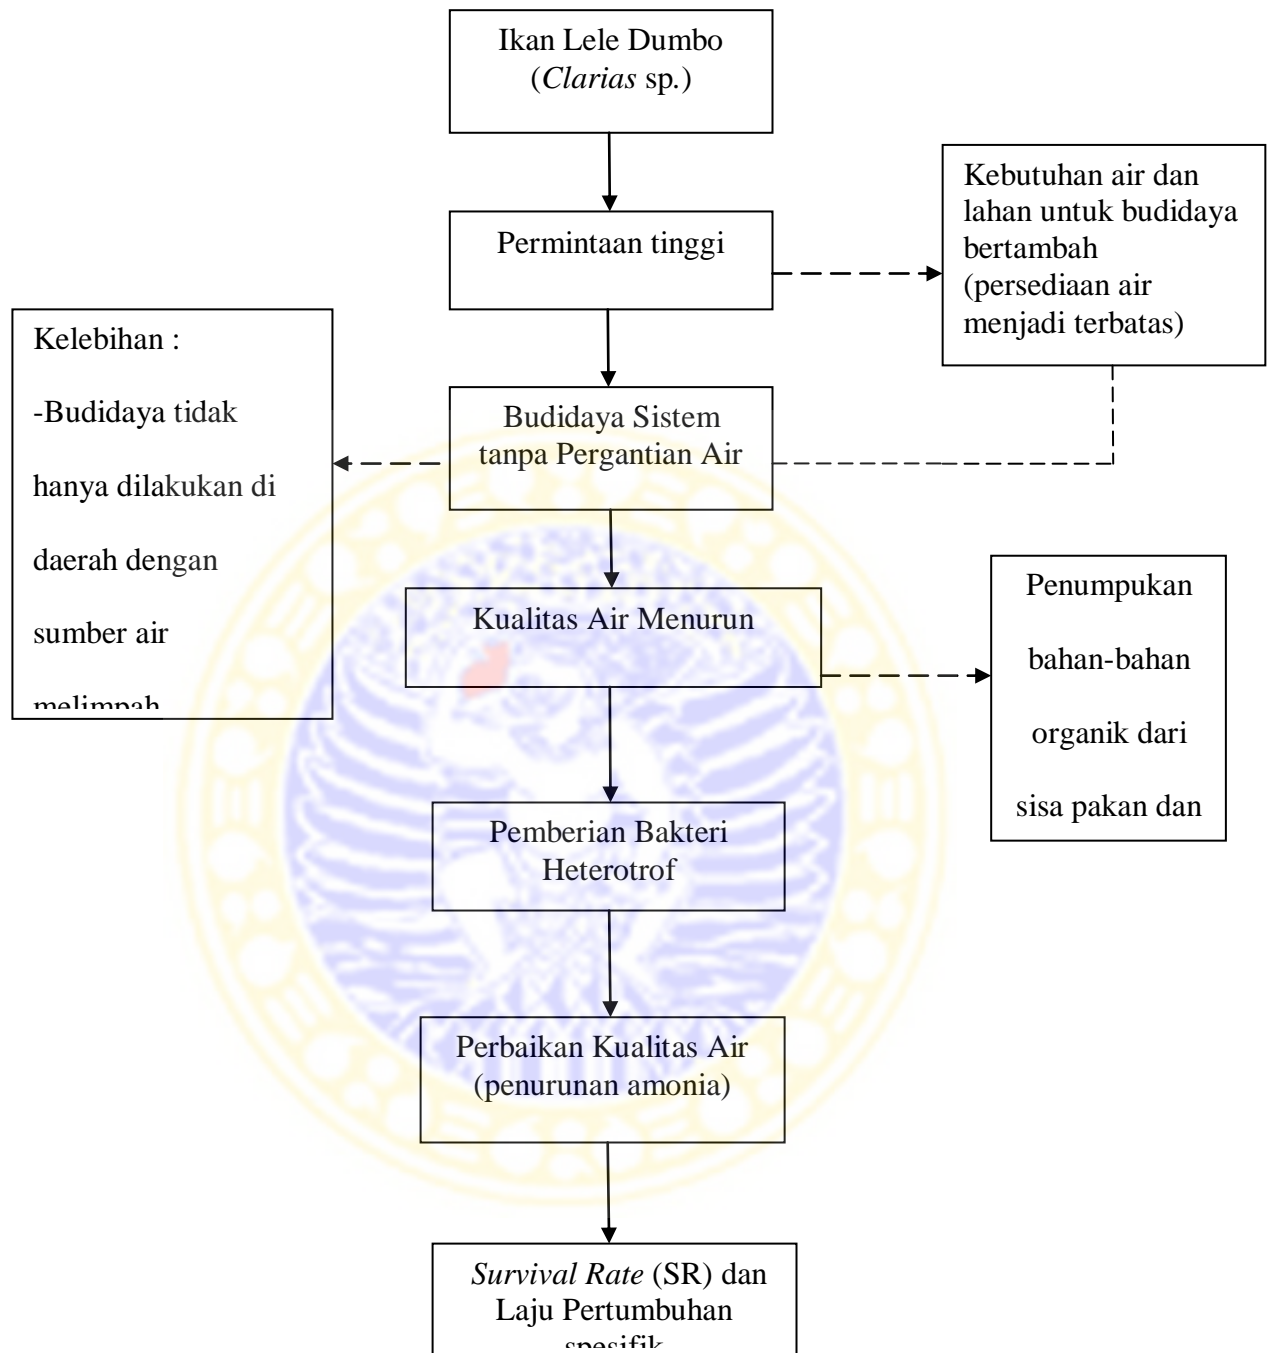 Ikan Lele Dumbo
(Clarias sp.)
Permintaan tinggi
Kebutuhan air dan
lahan untuk budidaya
bertambah
(persediaan air
menjadi terbatas)
Budidaya Sistem
tanpa Pergantian Air
Kelebihan :
-Budidaya tidak
hanya dilakukan di
daerah dengan
sumber air
melimpah
Kualitas Air Menurun
Penumpukan
bahan-bahan
organik dari
sisa pakan dan
Pemberian Bakteri
Heterotrof
Perbaikan Kualitas Air
(penurunan amonia)
Survival Rate (SR) dan
Laju Pertumbuhan
spesifik